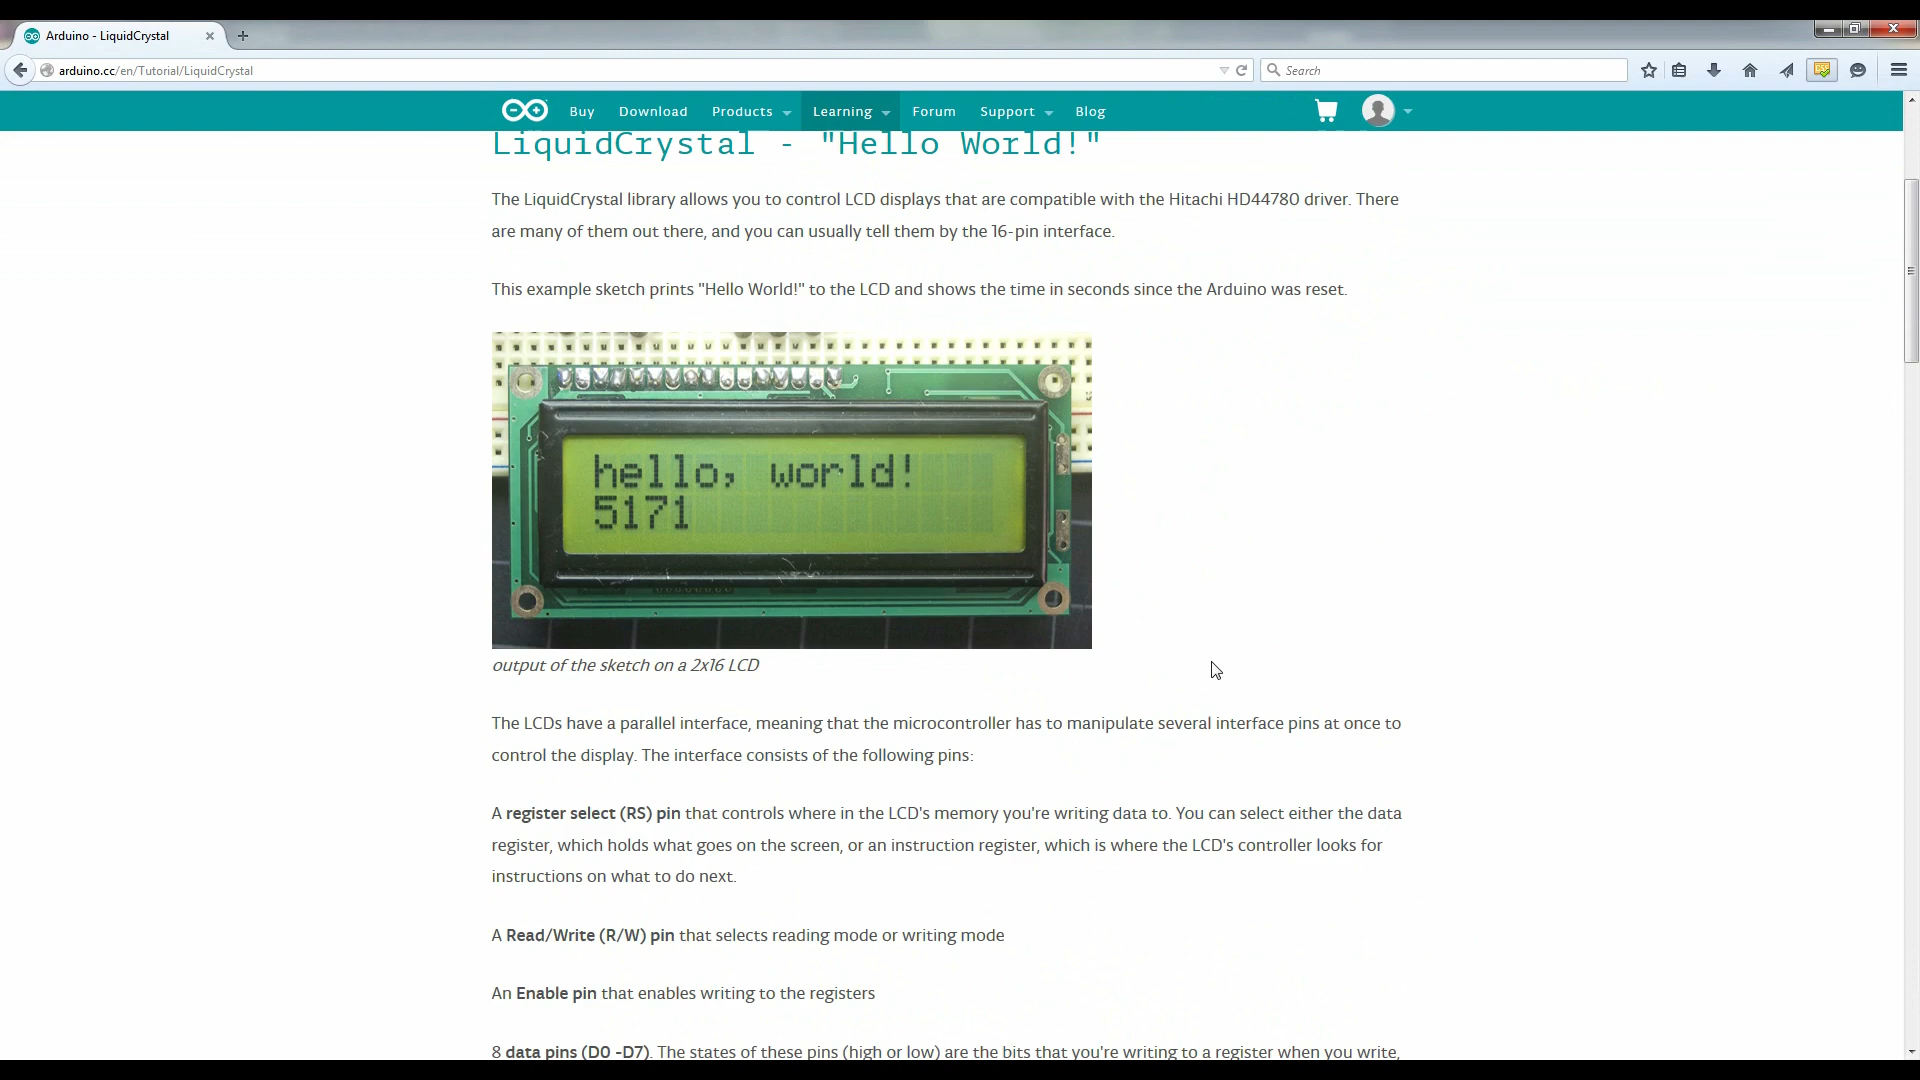 Arduino - LiquidCrystal
arduino.cc/en/Tutorial/LiquidCrystal
Search
Buy Download Products Learning Forum Support Blog
LiquidCrystal - "Hello World!"
The LiquidCrystal library allows you to control LCD displays that are compatible with the Hitachi HD44780 driver. There
are many of them out there, and you can usually tell them by the 16-pin interface.
This example sketch prints "Hello World!" to the LCD and shows the time in seconds since the Arduino was reset.
hello, world!
5171
output of the sketch on a 2x16 LCD
The LCDs have a parallel interface, meaning that the microcontroller has to manipulate several interface pins at once to
control the display. The interface consists of the following pins:
A register select (RS) pin that controls where in the LCD's memory you're writing data to. You can select either the data
register, which holds what goes on the screen, or an instruction register, which is where the LCD's controller looks for
instructions on what to do next.
A Read/Write (R/W) pin that selects reading mode or writing mode
An Enable pin that enables writing to the registers
8 data pins (D0 -D7). The states of these pins (high or low) are the bits that you're writing to a register when you write,